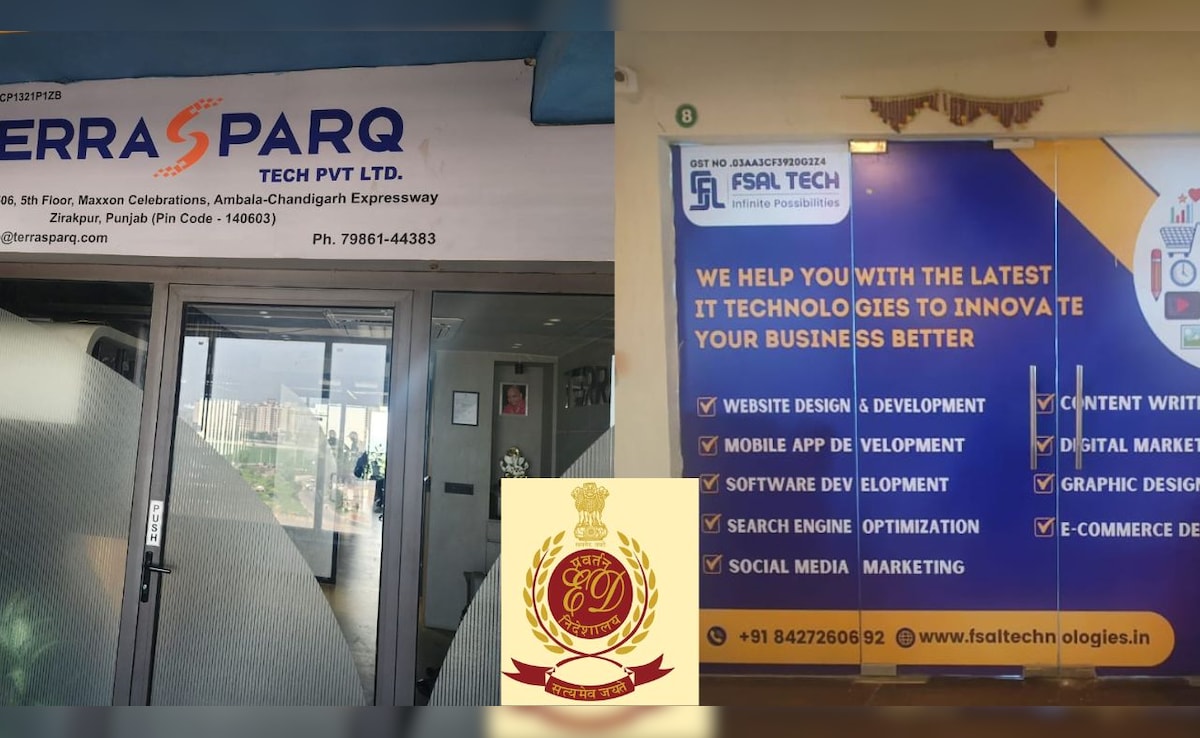 CP1321P1ZB
ERRASPARQ
TECH PVT LTD.
06, 5th Floor, Maxxon Celebrations, Ambala-Chandigarh Expressway
Zirakpur, Punjab (Pin Code - 140603)
@terrasparq.com
Ph. 79861-44383
PUSH
8
GST NO .03AA3CF3920G2Z4
FSAL TECH
Infinite Possibilities
WE HELP YOU WITH THE LATEST
IT TECHNOLOGIES TO INNOVATE
YOUR BUSINESS BETTER
WEBSITE DESIGN & DEVELOPMENT
MOBILE APP DEVELOPMENT
SOFTWARE DEVELOPMENT
SEARCH ENGINE OPTIMIZATION
SOCIAL MEDIA MARKETING
CONTENT WRITI
DIGITAL MARKET
GRAPHIC DESIGN
E-COMMERCE DE
+91 8427260692
www.fsaltechnologies.in
प्रवर्तन
ED
निदेशालय
सत्यमेव जयते